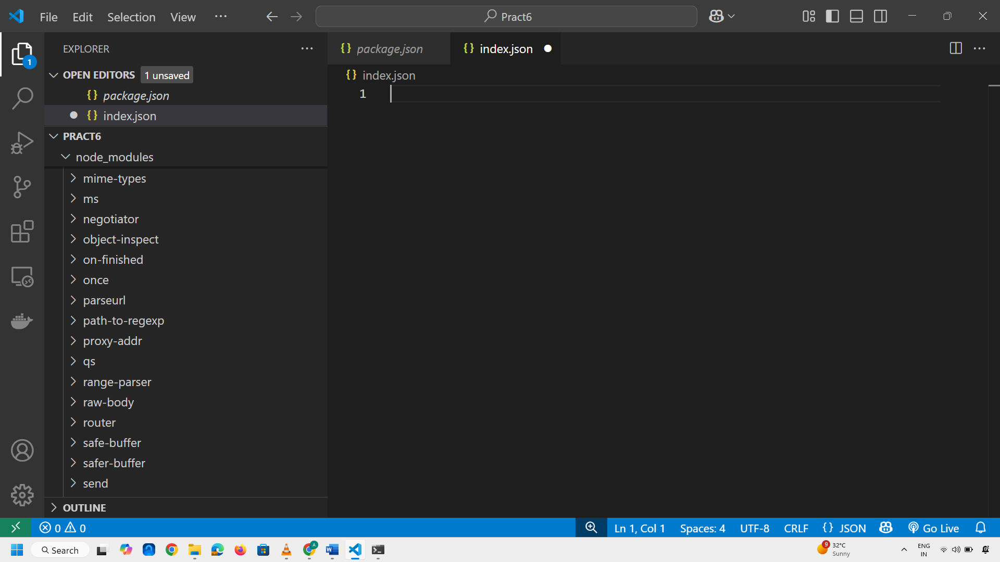 File Edit Selection View ···
Pract6
EXPLORER
OPEN EDITORS 1 unsaved
{} package.json
{} index.json
PRACT6
node_modules
mime-types
ms
negotiator
object-inspect
on-finished
once
parseurl
path-to-regexp
proxy-addr
qs
range-parser
raw-body
router
safe-buffer
safer-buffer
send
OUTLINE
{} package.json {} index.json
{} index.json
1
1
0 0 Ln 1, Col 1 Spaces: 4 UTF-8 CRLF {} JSON Go Live
Search
A
W
9
32°C
Sunny
ENG
IN